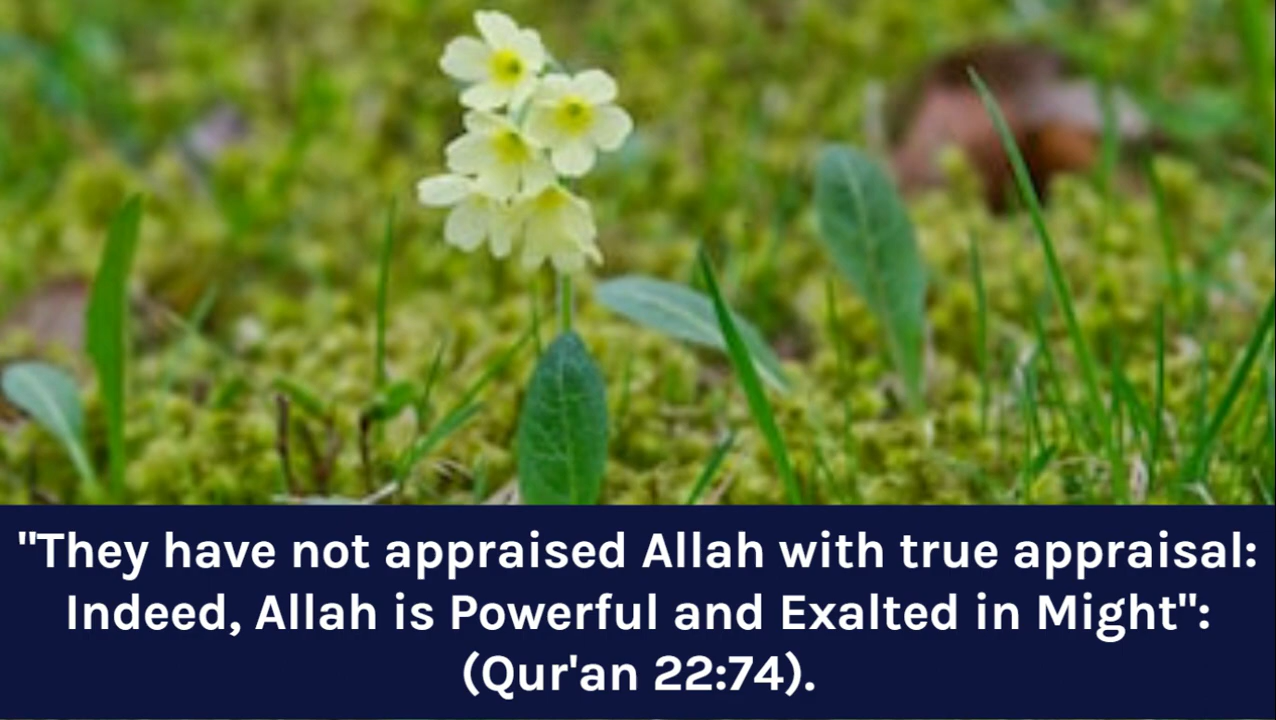 "They have not appraised Allah with true appraisal:
Indeed, Allah is Powerful and Exalted in Might":
(Qur'an 22:74).